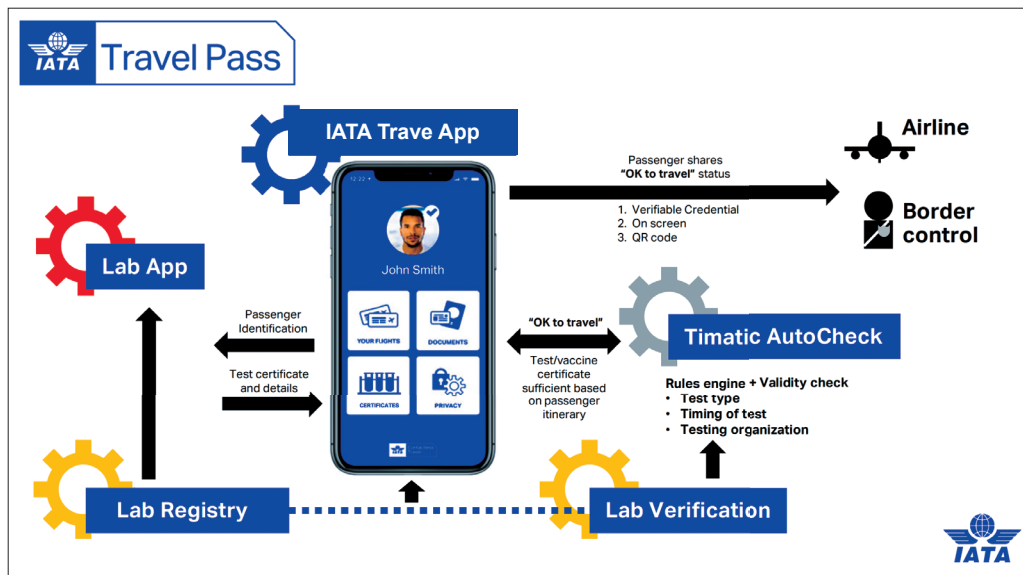 IATA
Travel Pass
IATA Trave App
Airline
Passenger shares
“OK to travel” status
1. Verifiable Credential
2. On screen
3. QR code
Border
control
12 22
John Smith
Lab App
Passenger
Identification
YOUR FLIGHTS
DOCUMENTS
“OK to travel”
Timatic AutoCheck
Test certificate
and details
CERTIFICATES
PRIVACY
Test/vaccine
certificate
sufficient based
on passenger
itinerary
Rules engine + Validity check
• Test type
• Timing of test
• Testing organization
Lab Registry
Lab Verification
IATA